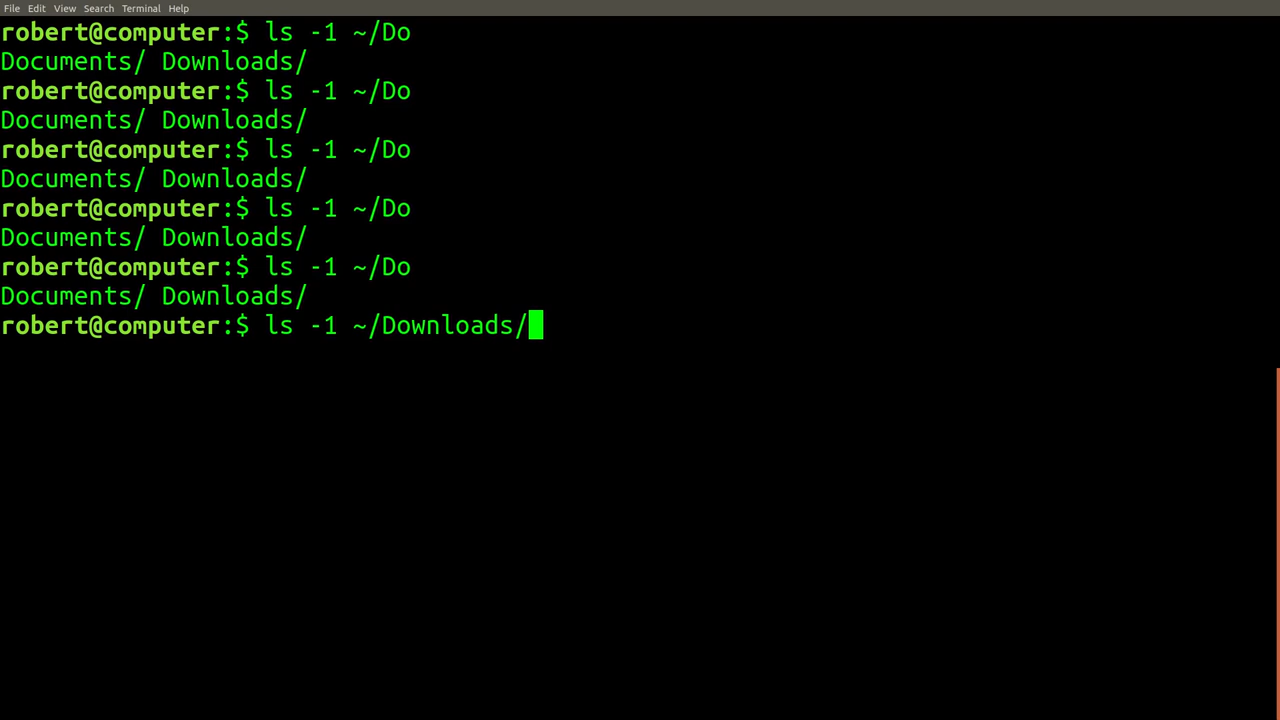 File Edit View Search Terminal Help
robert@computer:$ ls -1 ~/Do
Documents/ Downloads/
robert@computer:$ ls -1 ~/Do
Documents/ Downloads/
robert@computer:$ ls -1 ~/Do
Documents/ Downloads/
robert@computer:$ ls -1 ~/Do
Documents/ Downloads/
robert@computer:$ ls -1 ~/Do
Documents/ Downloads/
robert@computer:$ ls -1 ~/Downloads/